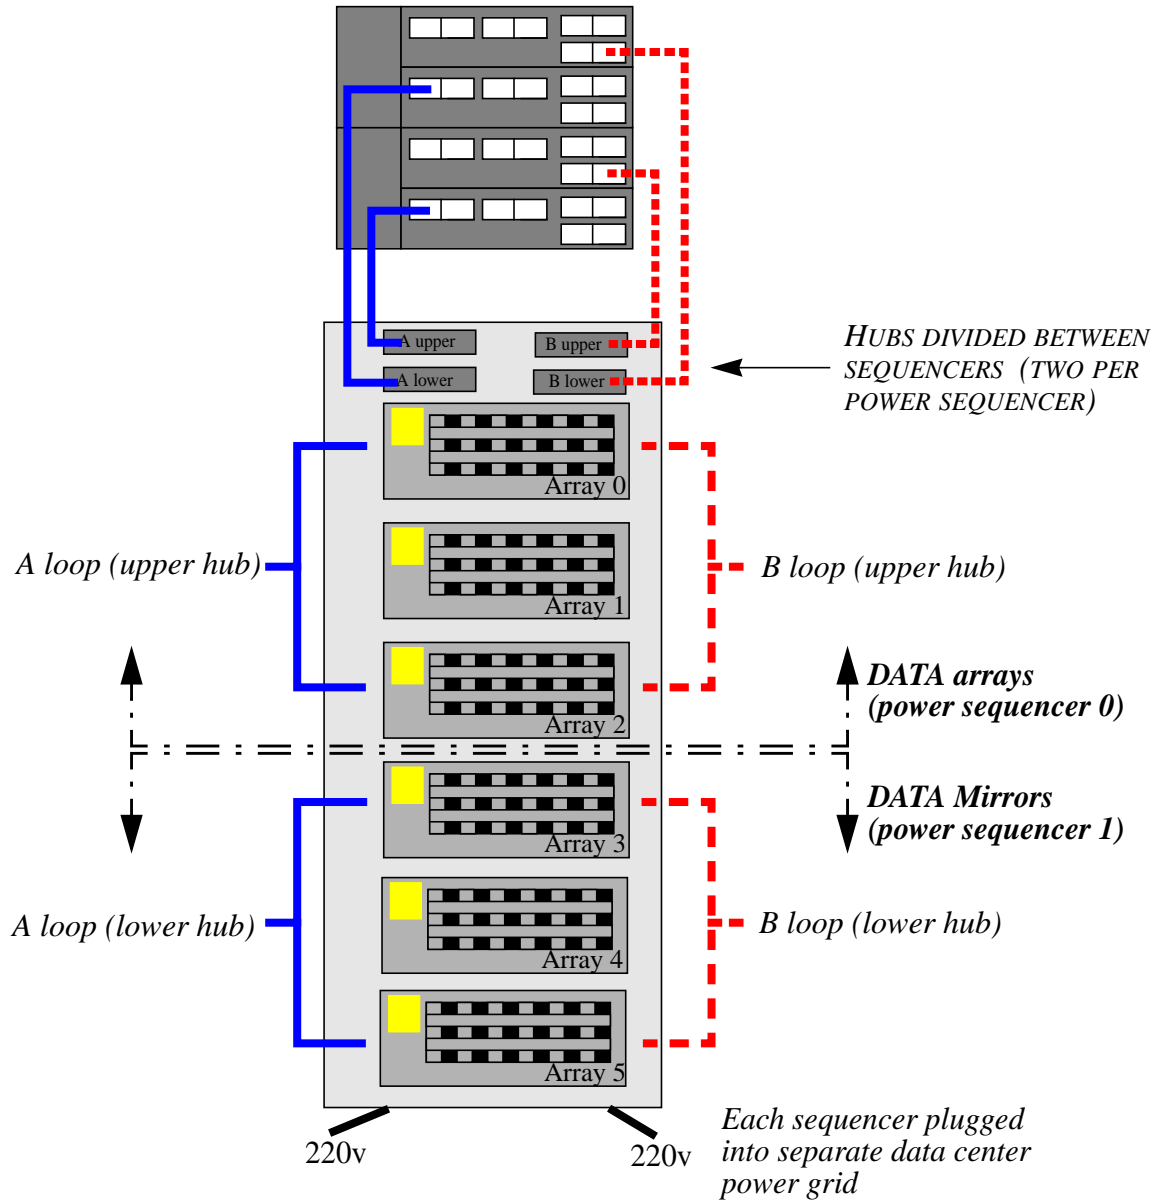 A upper
B upper
A lower
B lower
HUBS DIVIDED BETWEEN
SEQUENCERS (TWO PER
POWER SEQUENCER)
Array 0
A loop (upper hub)
B loop (upper hub)
Array 1
DATA arrays
(power sequencer 0)
Array 2
DATA Mirrors
(power sequencer 1)
Array 3
A loop (lower hub)
B loop (lower hub)
Array 4
Array 5
220v
220v
Each sequencer plugged
into separate data center
power grid